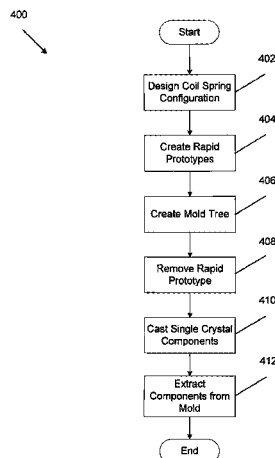 400
Start
402
Design Coil Spring
Configuration
404
Create Rapid
Prototypes
406
Create Mold Tree
408
Remove Rapid
Prototype
410
Cast Single Crystal
Components
412
Extract
Components from
Mold
End